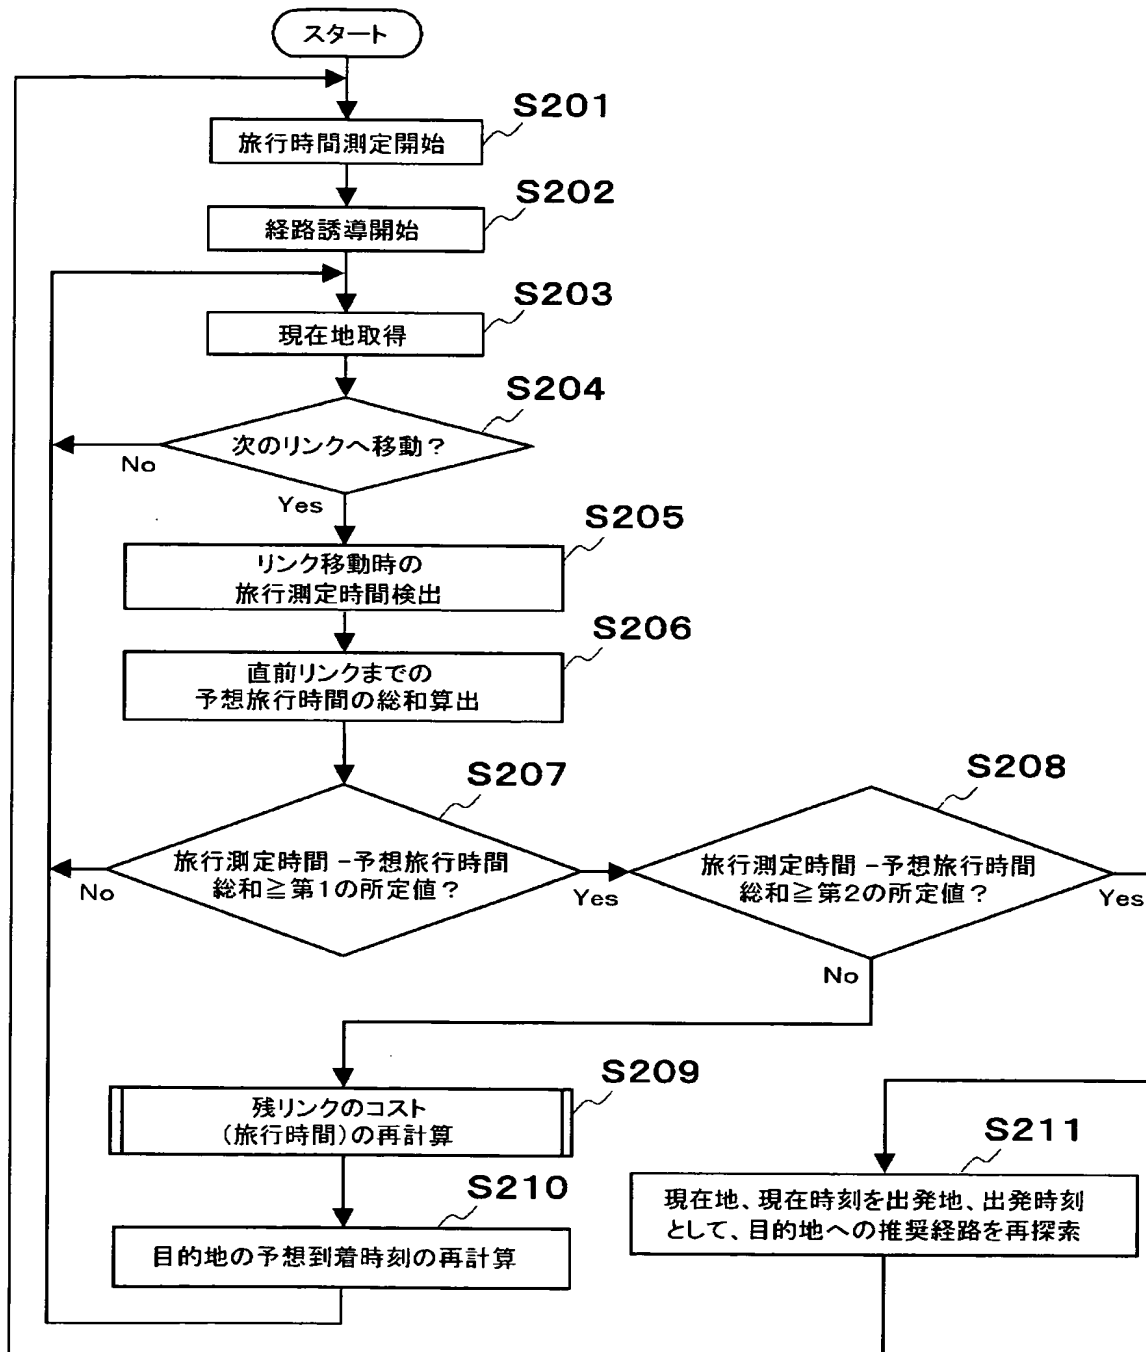 スタート
S201
旅行時間測定開始
S202
経路誘導開始
S203
現在地取得
S204
次のリンクへ移動？
No
Yes
S205
リンク移動時の
旅行測定時間検出
S206
直前リンクまでの
予想旅行時間の総和算出
S207
旅行測定時間－予想旅行時間
総和≧第1の所定値？
No
Yes
S208
旅行測定時間－予想旅行時間
総和≧第2の所定値？
Yes
No
S209
残リンクのコスト
(旅行時間)の再計算
S210
目的地の予想到着時刻の再計算
S211
現在地、現在時刻を出発地、出発時刻
として、目的地への推奨経路を再探索